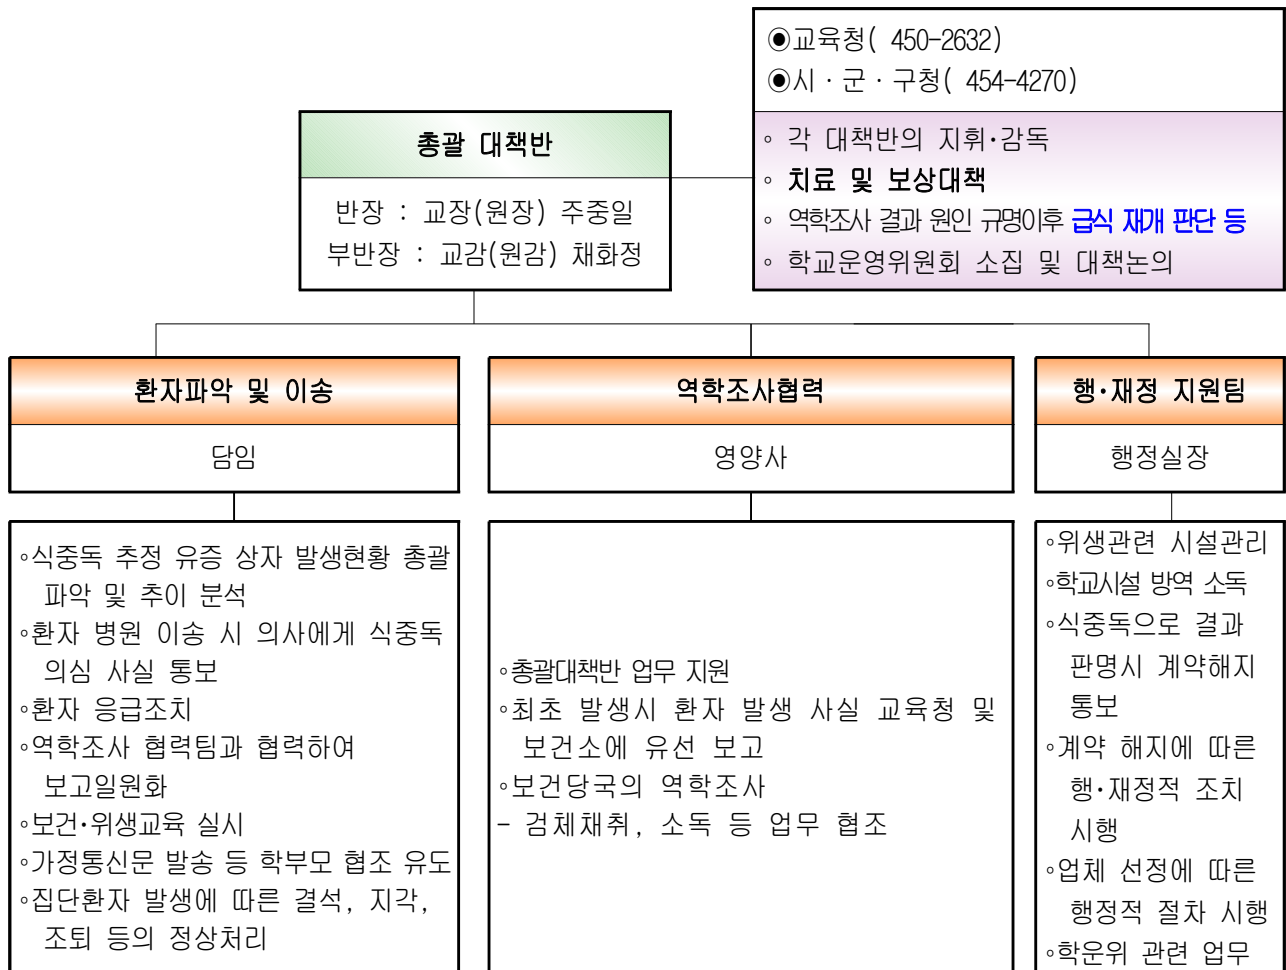 ◉교육청( 450-2632)
◉시·군·구청( 454-4270)
◦ 각 대책반의 지휘·감독
◦ 치료 및 보상대책
◦ 역학조사 결과 원인 규명이후 급식 재개 판단 등
◦ 학교운영위원회 소집 및 대책논의
총괄 대책반
반장 : 교장(원장) 주중일
부반장 : 교감(원감) 채화정
환자파악 및 이송
담임
◦식중독 추정 유증 상자 발생현황 총괄
파악 및 추이 분석
◦환자 병원 이송 시 의사에게 식중독
의심 사실 통보
◦환자 응급조치
◦역학조사 협력팀과 협력하여
보고일원화
◦보건·위생교육 실시
◦가정통신문 발송 등 학부모 협조 유도
◦집단환자 발생에 따른 결석, 지각,
조퇴 등의 정상처리
역학조사협력
영양사
◦총괄대책반 업무 지원
◦최초 발생시 환자 발생 사실 교육청 및
보건소에 유선 보고
◦보건당국의 역학조사
- 검체채취, 소독 등 업무 협조
행·재정 지원팀
행정실장
◦위생관련 시설관리
◦학교시설 방역 소독
◦식중독으로 결과
판명시 계약해지
통보
◦계약 해지에 따른
행·재정적 조치
시행
◦업체 선정에 따른
행정적 절차 시행
◦학운위 관련 업무